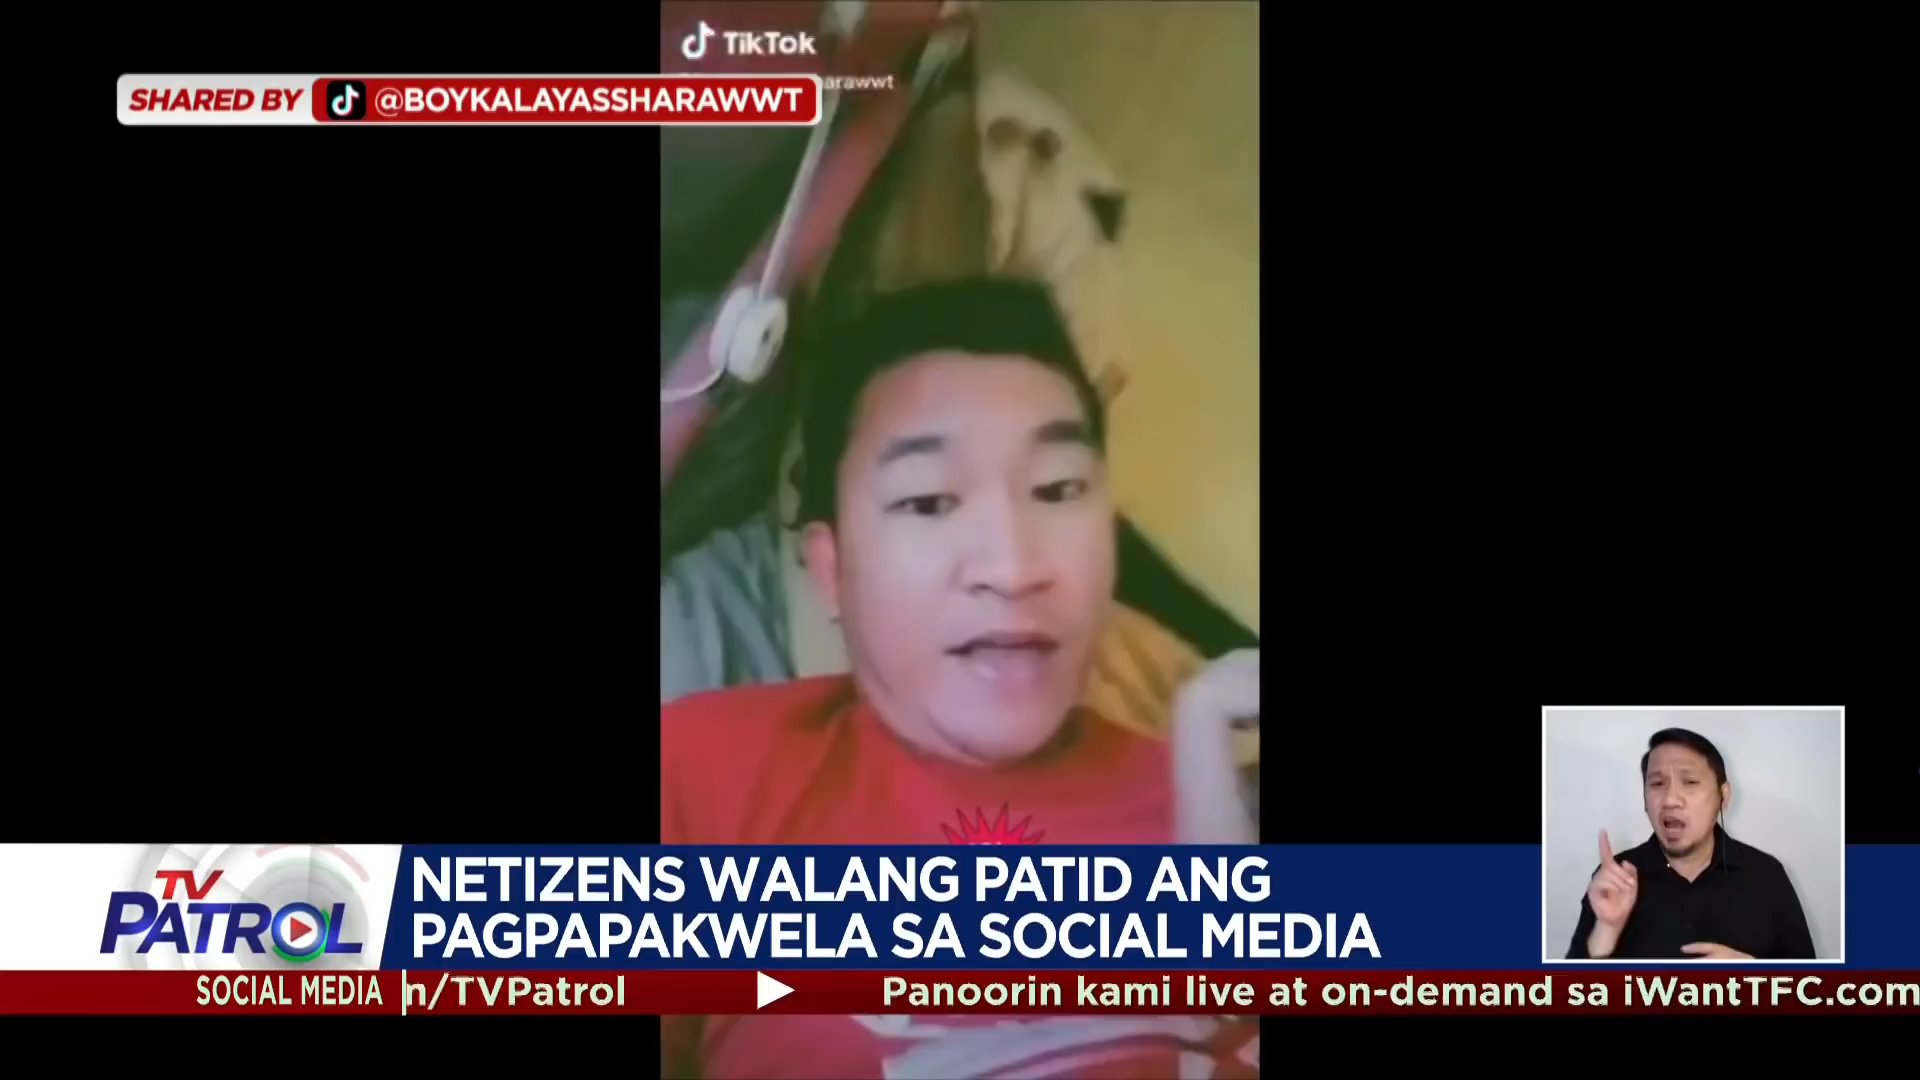 TikTok
SHARED BY @BOYKALAYASSHARAWWT
arawwt
TV PATROL
NETIZENS WALANG PATID ANG
PAGPAPAKWELA SA SOCIAL MEDIA
SOCIAL MEDIA n/TVPatrol Panoorin kami live at on-demand sa iWantTFC.com